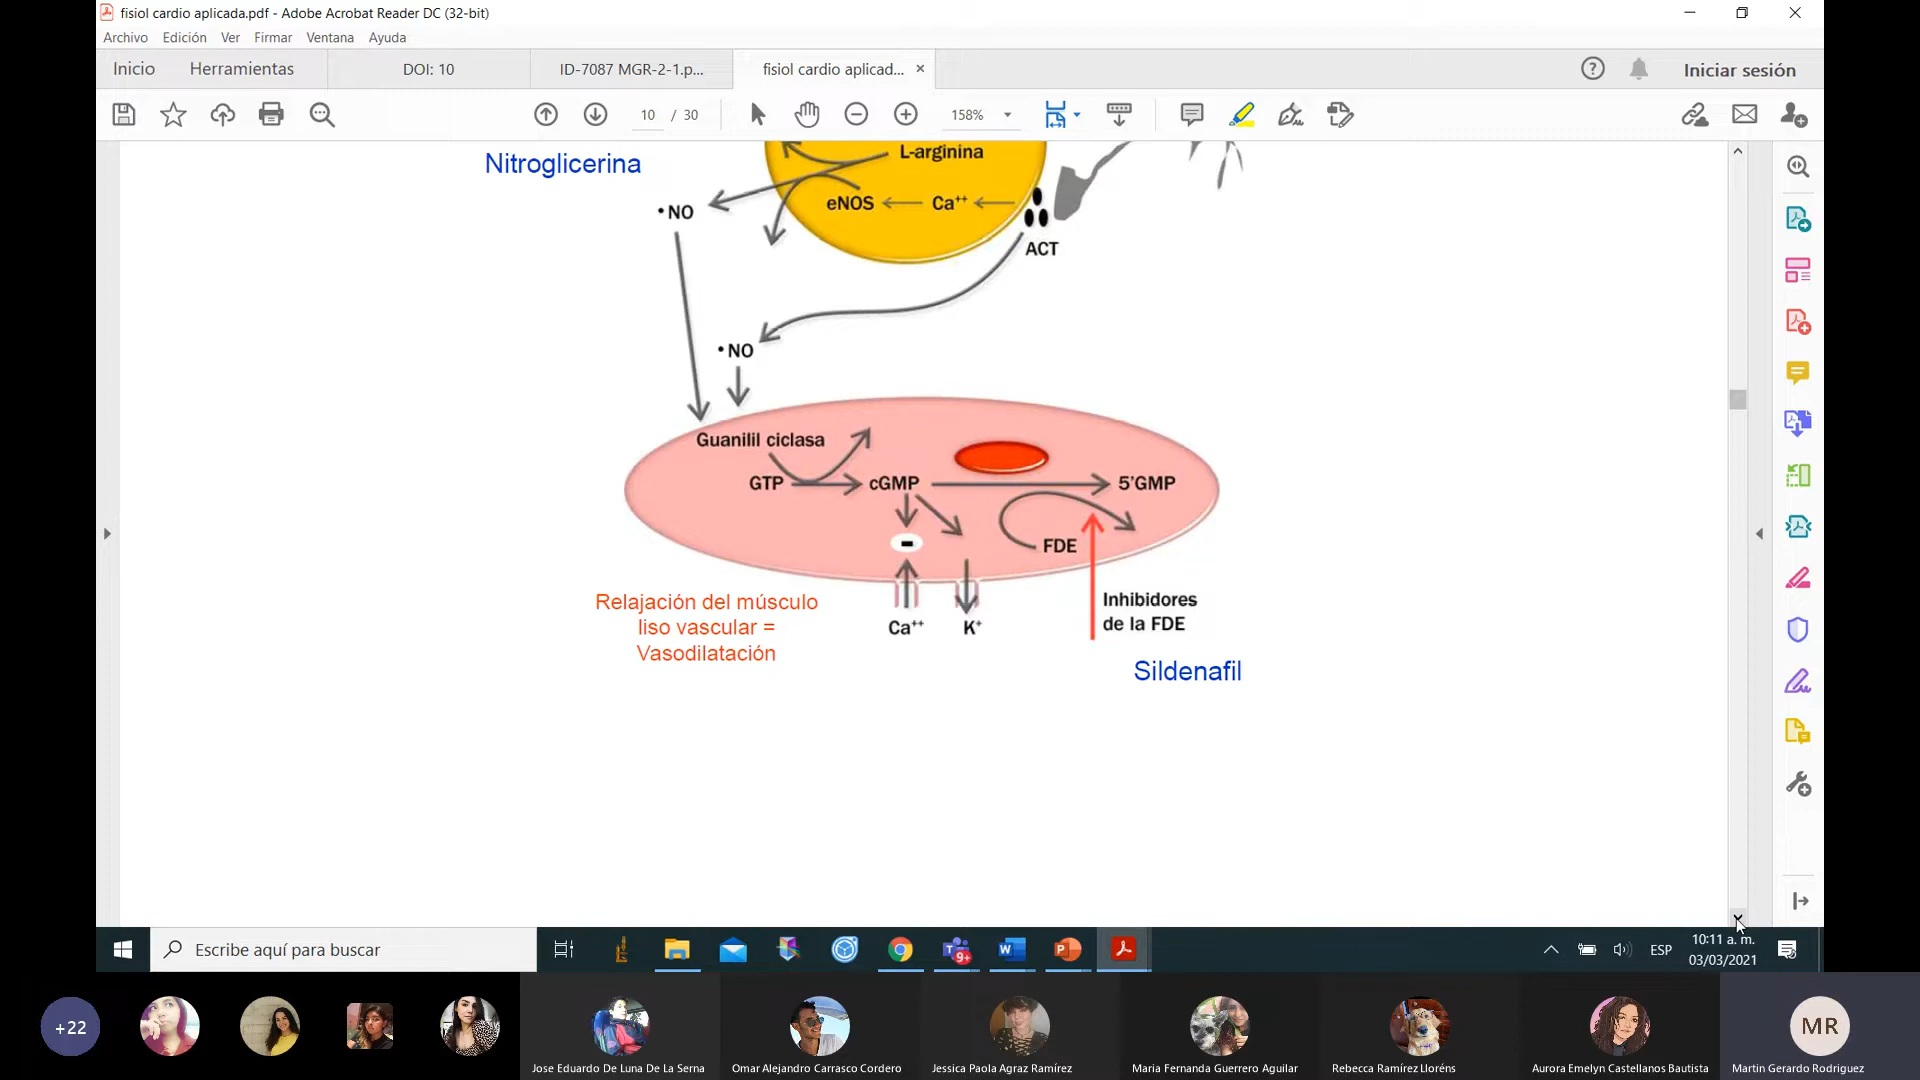 fisiol cardio aplicada.pdf - Adobe Acrobat Reader DC (32-bit)
Archivo Edición Ver Firmar Ventana Ayuda
Inicio Herramientas DOI: 10 ID-7087 MGR-2-1.p... fisiol cardio aplicad... × Iniciar sesión
10 / 30 158%
Nitroglicerina
L-arginina
eNOS Ca++
•NO
ACT
•NO
Guanilil ciclasa
GTP cGMP 5'GMP
FDE
Relajación del músculo
liso vascular =
Vasodilatación
Ca++ K+
Inhibidores
de la FDE
Sildenafil
Escribe aquí para buscar
9+
ESP
10:11 a. m.
03/03/2021
+22
MR
Jose Eduardo De Luna De La Serna
Omar Alejandro Carrasco Cordero
Jessica Paola Agraz Ramírez
Maria Fernanda Guerrero Aguilar
Rebecca Ramírez Lloréns
Aurora Emelyn Castellanos Bautista
Martin Gerardo Rodriguez